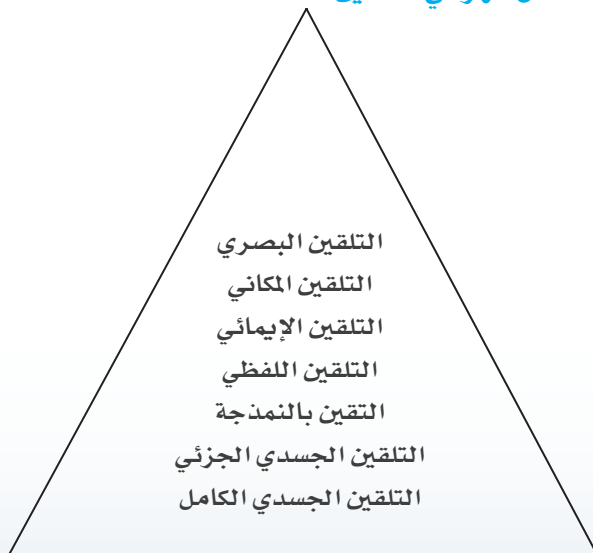 التلقين البصري
التلقين المكاني
التلقين الإيمائي
التلقين اللفظي
التقين بالنمذجة
التلقين الجسدي الجزئي
التلقين الجسدي الكامل